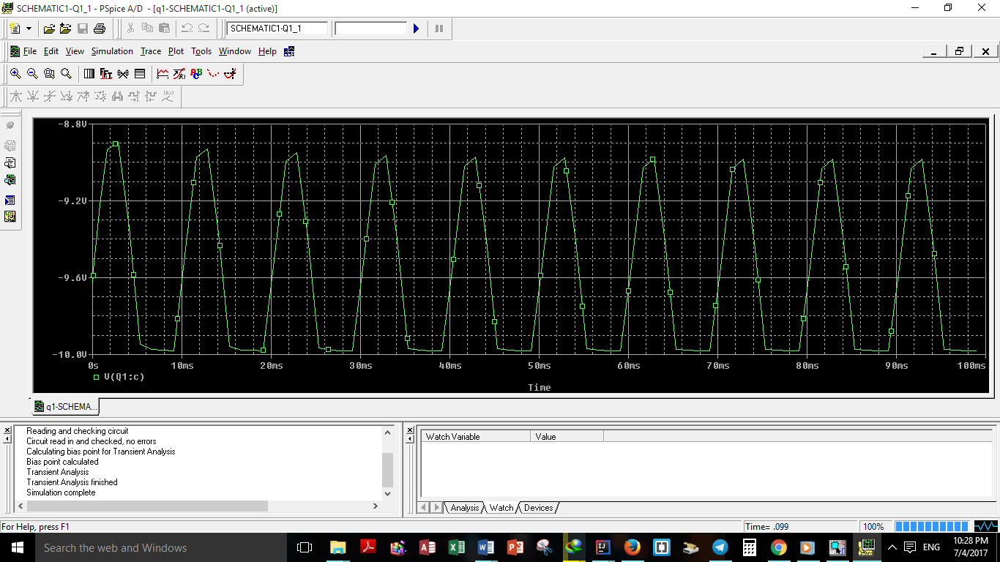 SCHEMATIC1-Q1_1 - PSpice A/D - [q1-SCHEMATIC1-Q1_1 (active)]
SCHEMATIC1-Q1_1
File Edit View Simulation Trace Plot Tools Window Help
FFT
-8.8V
-9.2V
-9.6V
-10.0V
0s 10ms 20ms 30ms 40ms 50ms 60ms 70ms 80ms 90ms 100ms
V(Q1:c)
Time
q1-SCHEMA...
Reading and checking circuit
Circuit read in and checked, no errors
Calculating bias point for Transient Analysis
Bias point calculated
Transient Analysis
Transient Analysis finished
Simulation complete
Watch Variable Value
Analysis Watch Devices
For Help, press F1
Time= .099 100%
Search the web and Windows
ENG
10:28 PM
7/4/2017